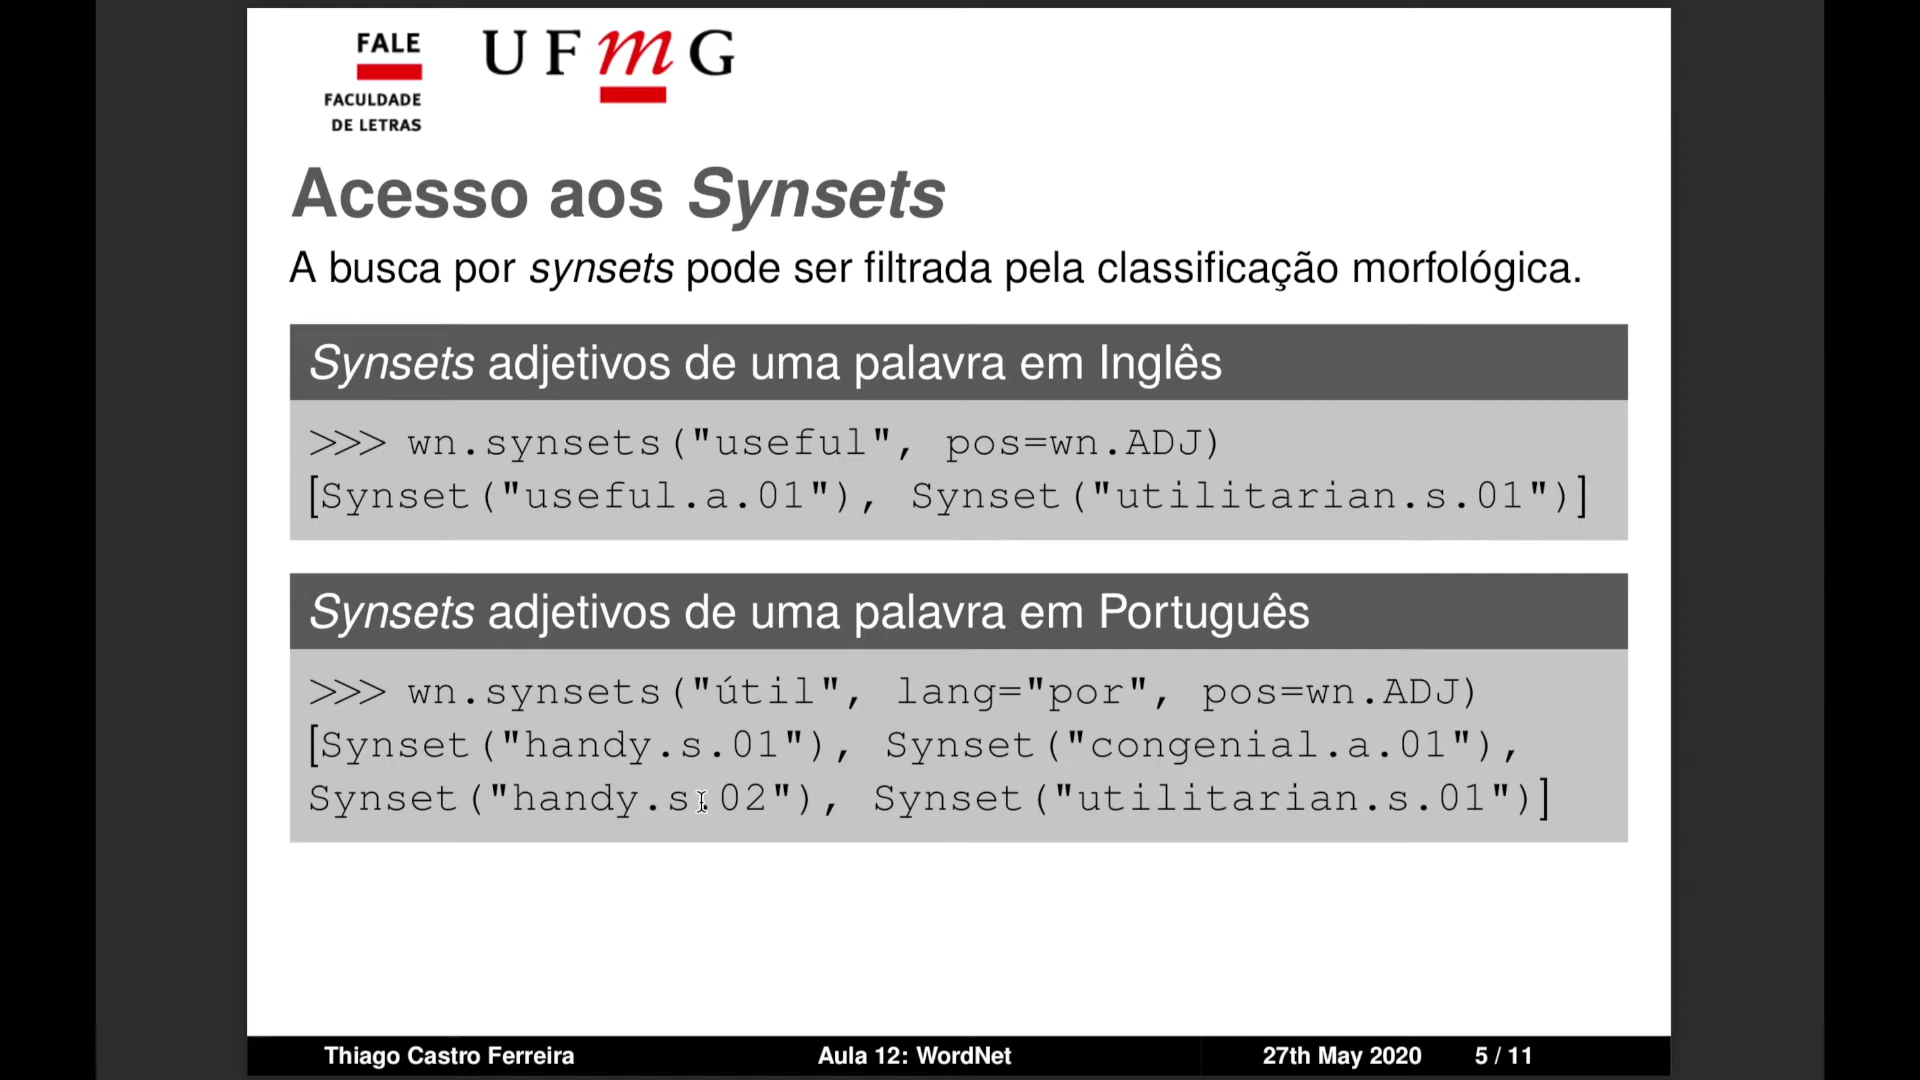 FALE
FACULDADE
DE LETRAS
UFmG
Acesso aos Synsets
A busca por synsets pode ser filtrada pela classificação morfológica.
Synsets adjetivos de uma palavra em Inglês
>>> wn.synsets("useful", pos=wn.ADJ)
[Synset("useful.a.01"), Synset("utilitarian.s.01")]
Synsets adjetivos de uma palavra em Português
>>> wn.synsets("útil", lang="por", pos=wn.ADJ)
[Synset("handy.s.01"), Synset("congenial.a.01"),
Synset("handy.s.02"), Synset("utilitarian.s.01")]
Thiago Castro Ferreira Aula 12: WordNet 27th May 2020 5 / 11